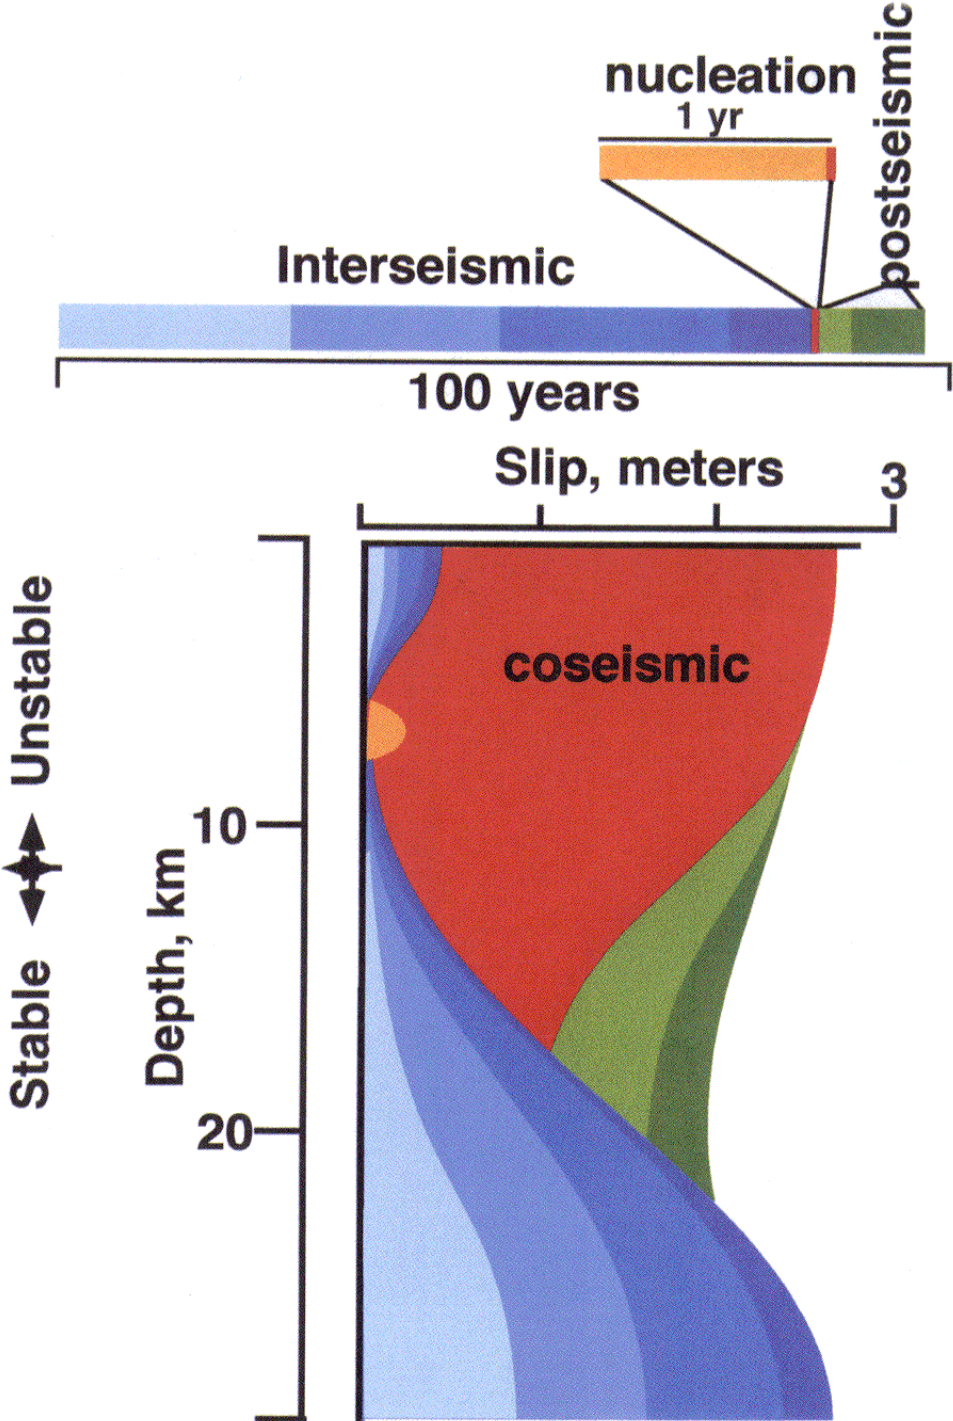 nucleation
1 yr
postseismic
Interseismic
100 years
Slip, meters
3
coseismic
Unstable
Stable
Depth, km
10
20